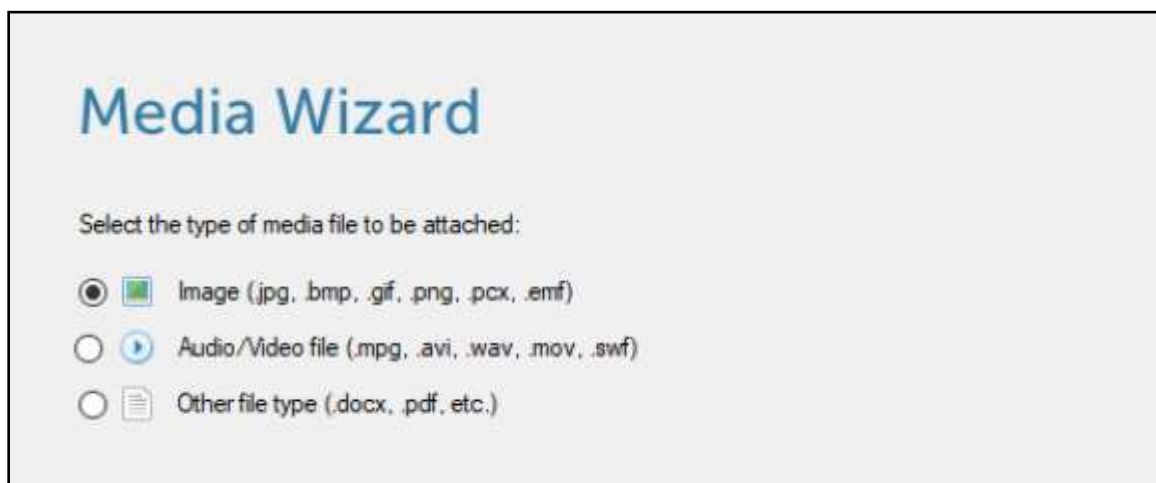 Media Wizard
Select the type of media file to be attached:
Image (.jpg, .bmp, .gif, .png, .pcx, .emf)
Audio/Video file (.mpg, .avi, .wav, .mov, .swf)
Other file type (.docx, .pdf, etc.)